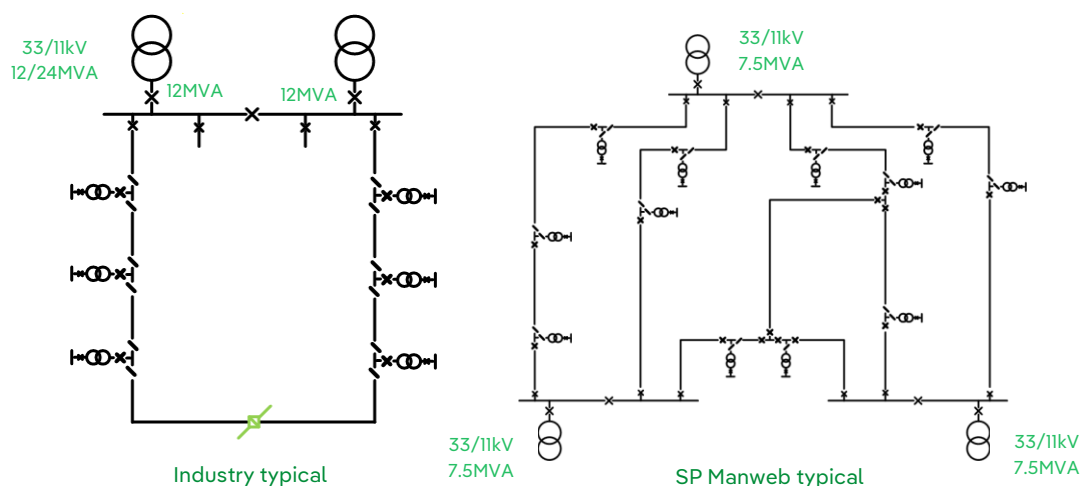 33/11kV
12/24MVA
12MVA
12MVA
Industry typical
33/11kV
7.5MVA
33/11kV
7.5MVA
33/11kV
7.5MVA
SP Manweb typical